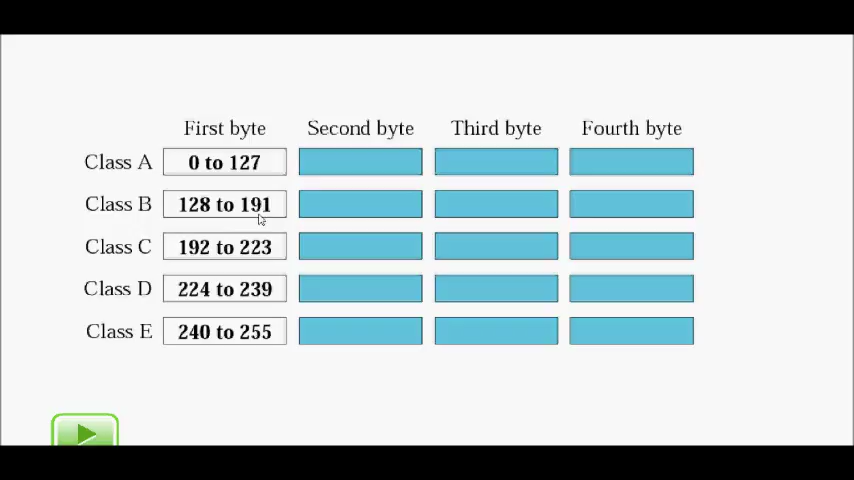 First byte Second byte Third byte Fourth byte
Class A 0 to 127
Class B 128 to 191
Class C 192 to 223
Class D 224 to 239
Class E 240 to 255